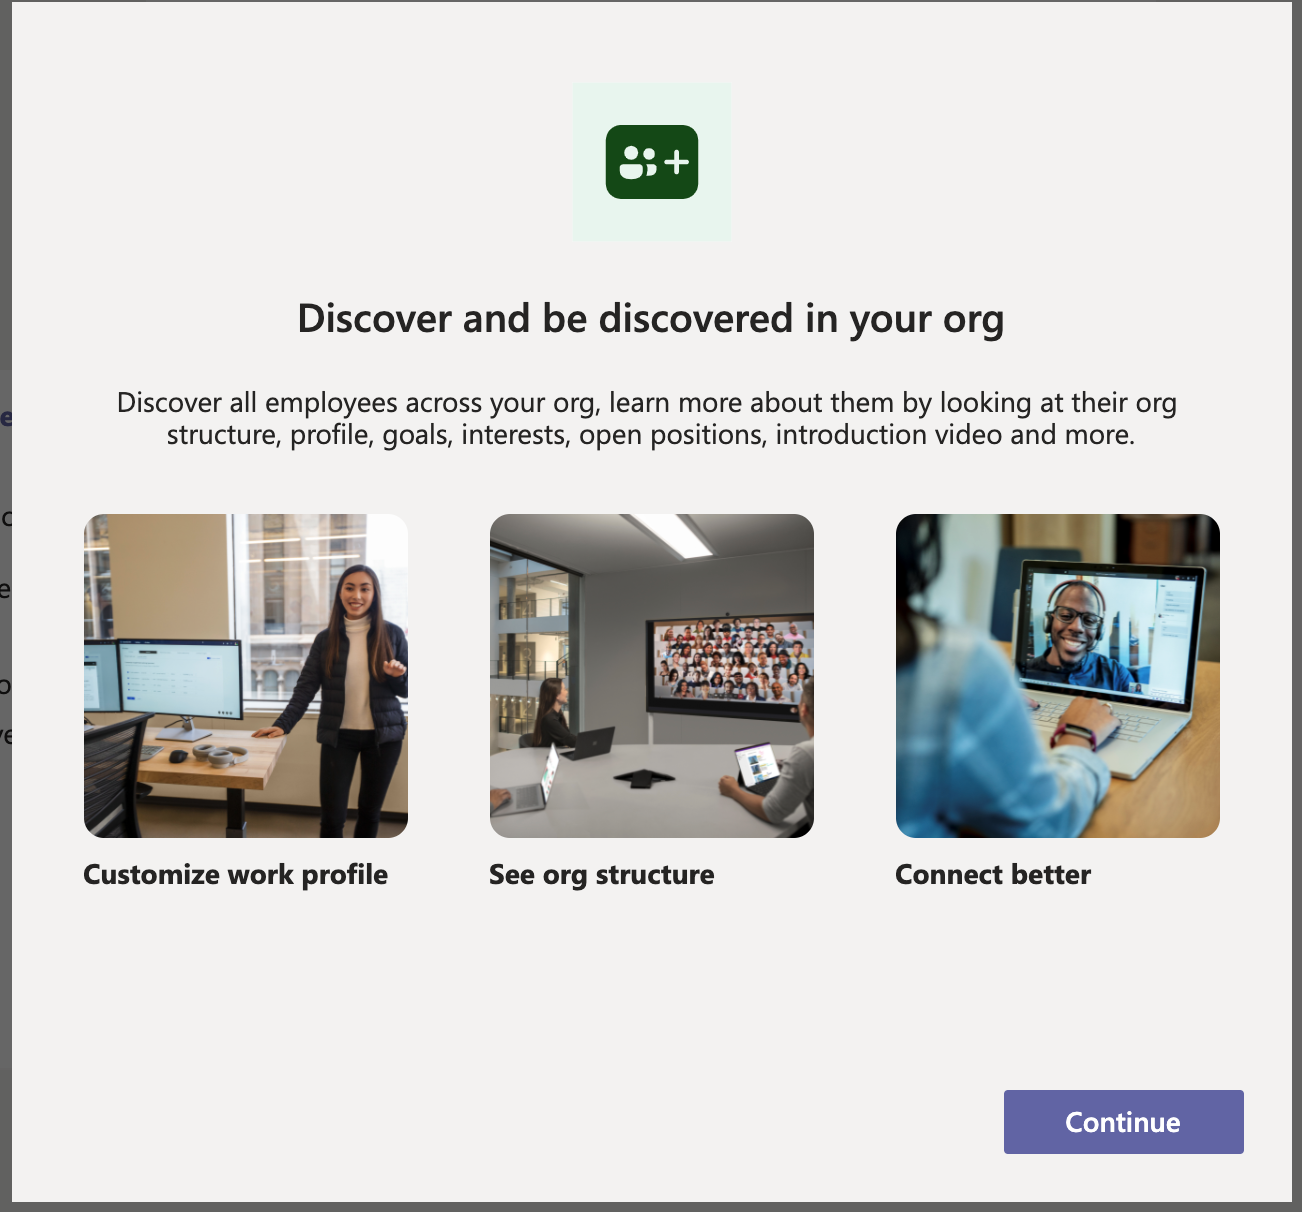 Discover and be discovered in your org
Discover all employees across your org, learn more about them by looking at their org
structure, profile, goals, interests, open positions, introduction video and more.
Customize work profile
See org structure
Connect better
Continue